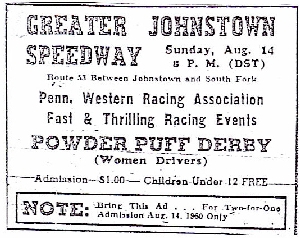 GREATER JOHNSTOWN
SPEEDWAY Sunday, Aug. 14
8 P. M. (DST)
Route 53 Between Johnstown and South Fork
Penn. Western Racing Association
Fast & Thrilling Racing Events
POWDER PUFF DERBY
(Women Drivers)
Admission - $1.00 - Children Under 12 FREE
NOTE: Bring This Ad . . . For Two-for-One
Admission Aug. 14, 1960 Only